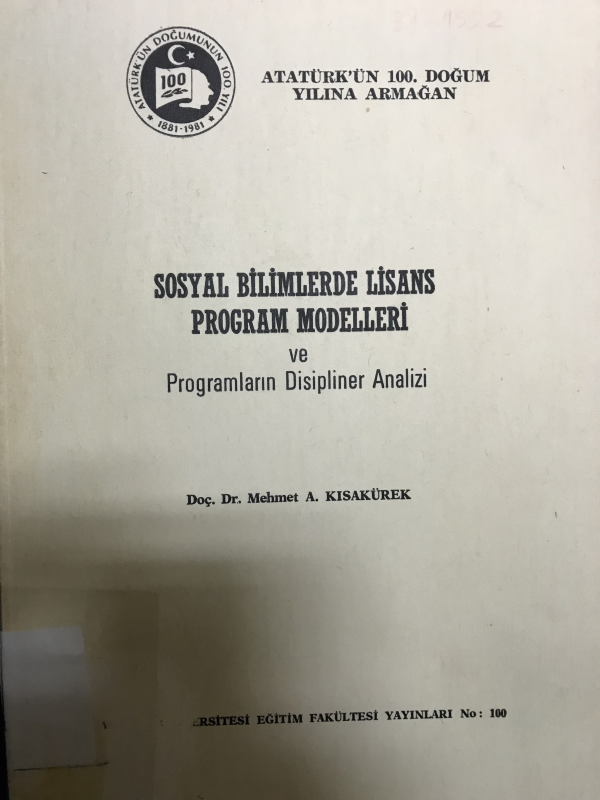 ATATÜRK'ÜN DOĞUMUNUN 100. YILI
100
★ 1881-1981 ★
ATATÜRK'ÜN 100. DOĞUM
YILINA ARMAĞAN
SOSYAL BİLİMLERDE LİSANS
PROGRAM MODELLERİ
ve
Programların Disipliner Analizi
Doç. Dr. Mehmet A. KISAKÜREK
ERSİTESİ EĞİTİM FAKÜLTESİ YAYINLARI No: 100